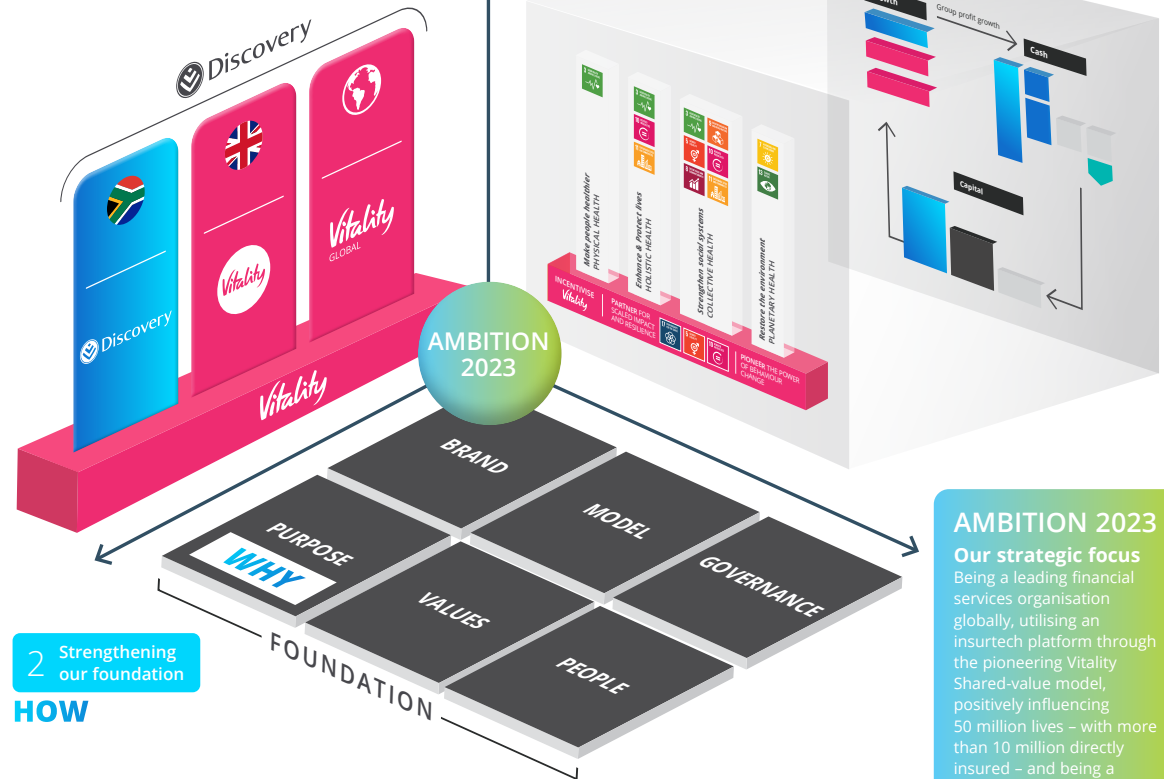 Discovery
Discovery
Vitality
Vitality
GLOBAL
Vitality
Group profit growth
Cash
Capital
Make people healthier
PHYSICAL HEALTH
Enhance & Protect lives
HOLISTIC HEALTH
Strengthen social systems
COLLECTIVE HEALTH
Restore the environment
PLANETARY HEALTH
INCENTIVISE
Vitality
PARTNER FOR
SCALED IMPACT
AND RESILIENCE
PIONEER THE POWER
OF BEHAVIOUR
CHANGE
AMBITION
2023
BRAND
MODEL
GOVERNANCE
PURPOSE
WHY
VALUES
PEOPLE
FOUNDATION
2 Strengthening
our foundation
HOW
AMBITION 2023
Our strategic focus
Being a leading financial
services organisation
globally, utilising an
insurtech platform through
the pioneering Vitality
Shared-value model,
positively influencing
50 million lives – with more
than 10 million directly
insured – and being a